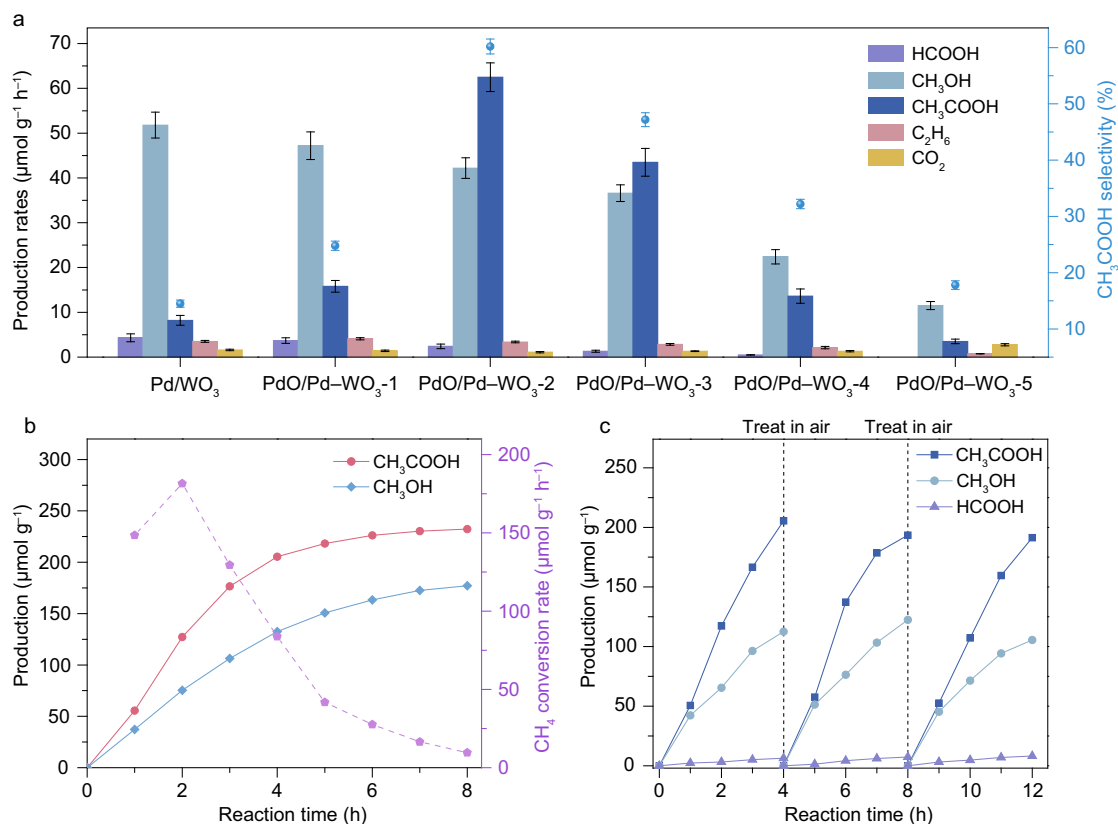 a
Production rates (μmol g⁻¹ h⁻¹)
70
60
50
40
30
20
10
0
HCOOH
CH₃OH
CH₃COOH
C₂H₆
CO₂
60
50
40
30
20
10
CH₃COOH selectivity (%)
Pd/WO₃
PdO/Pd–WO₃-1
PdO/Pd–WO₃-2
PdO/Pd–WO₃-3
PdO/Pd–WO₃-4
PdO/Pd–WO₃-5
b
Production (μmol g⁻¹)
300
250
200
150
100
50
0
CH₃COOH
CH₃OH
200
150
100
50
0
CH₄ conversion rate (μmol g⁻¹ h⁻¹)
0 2 4 6 8
Reaction time (h)
c
Treat in air Treat in air
Production (μmol g⁻¹)
250
200
150
100
50
0
CH₃COOH
CH₃OH
HCOOH
0 2 4 6 8 10 12
Reaction time (h)